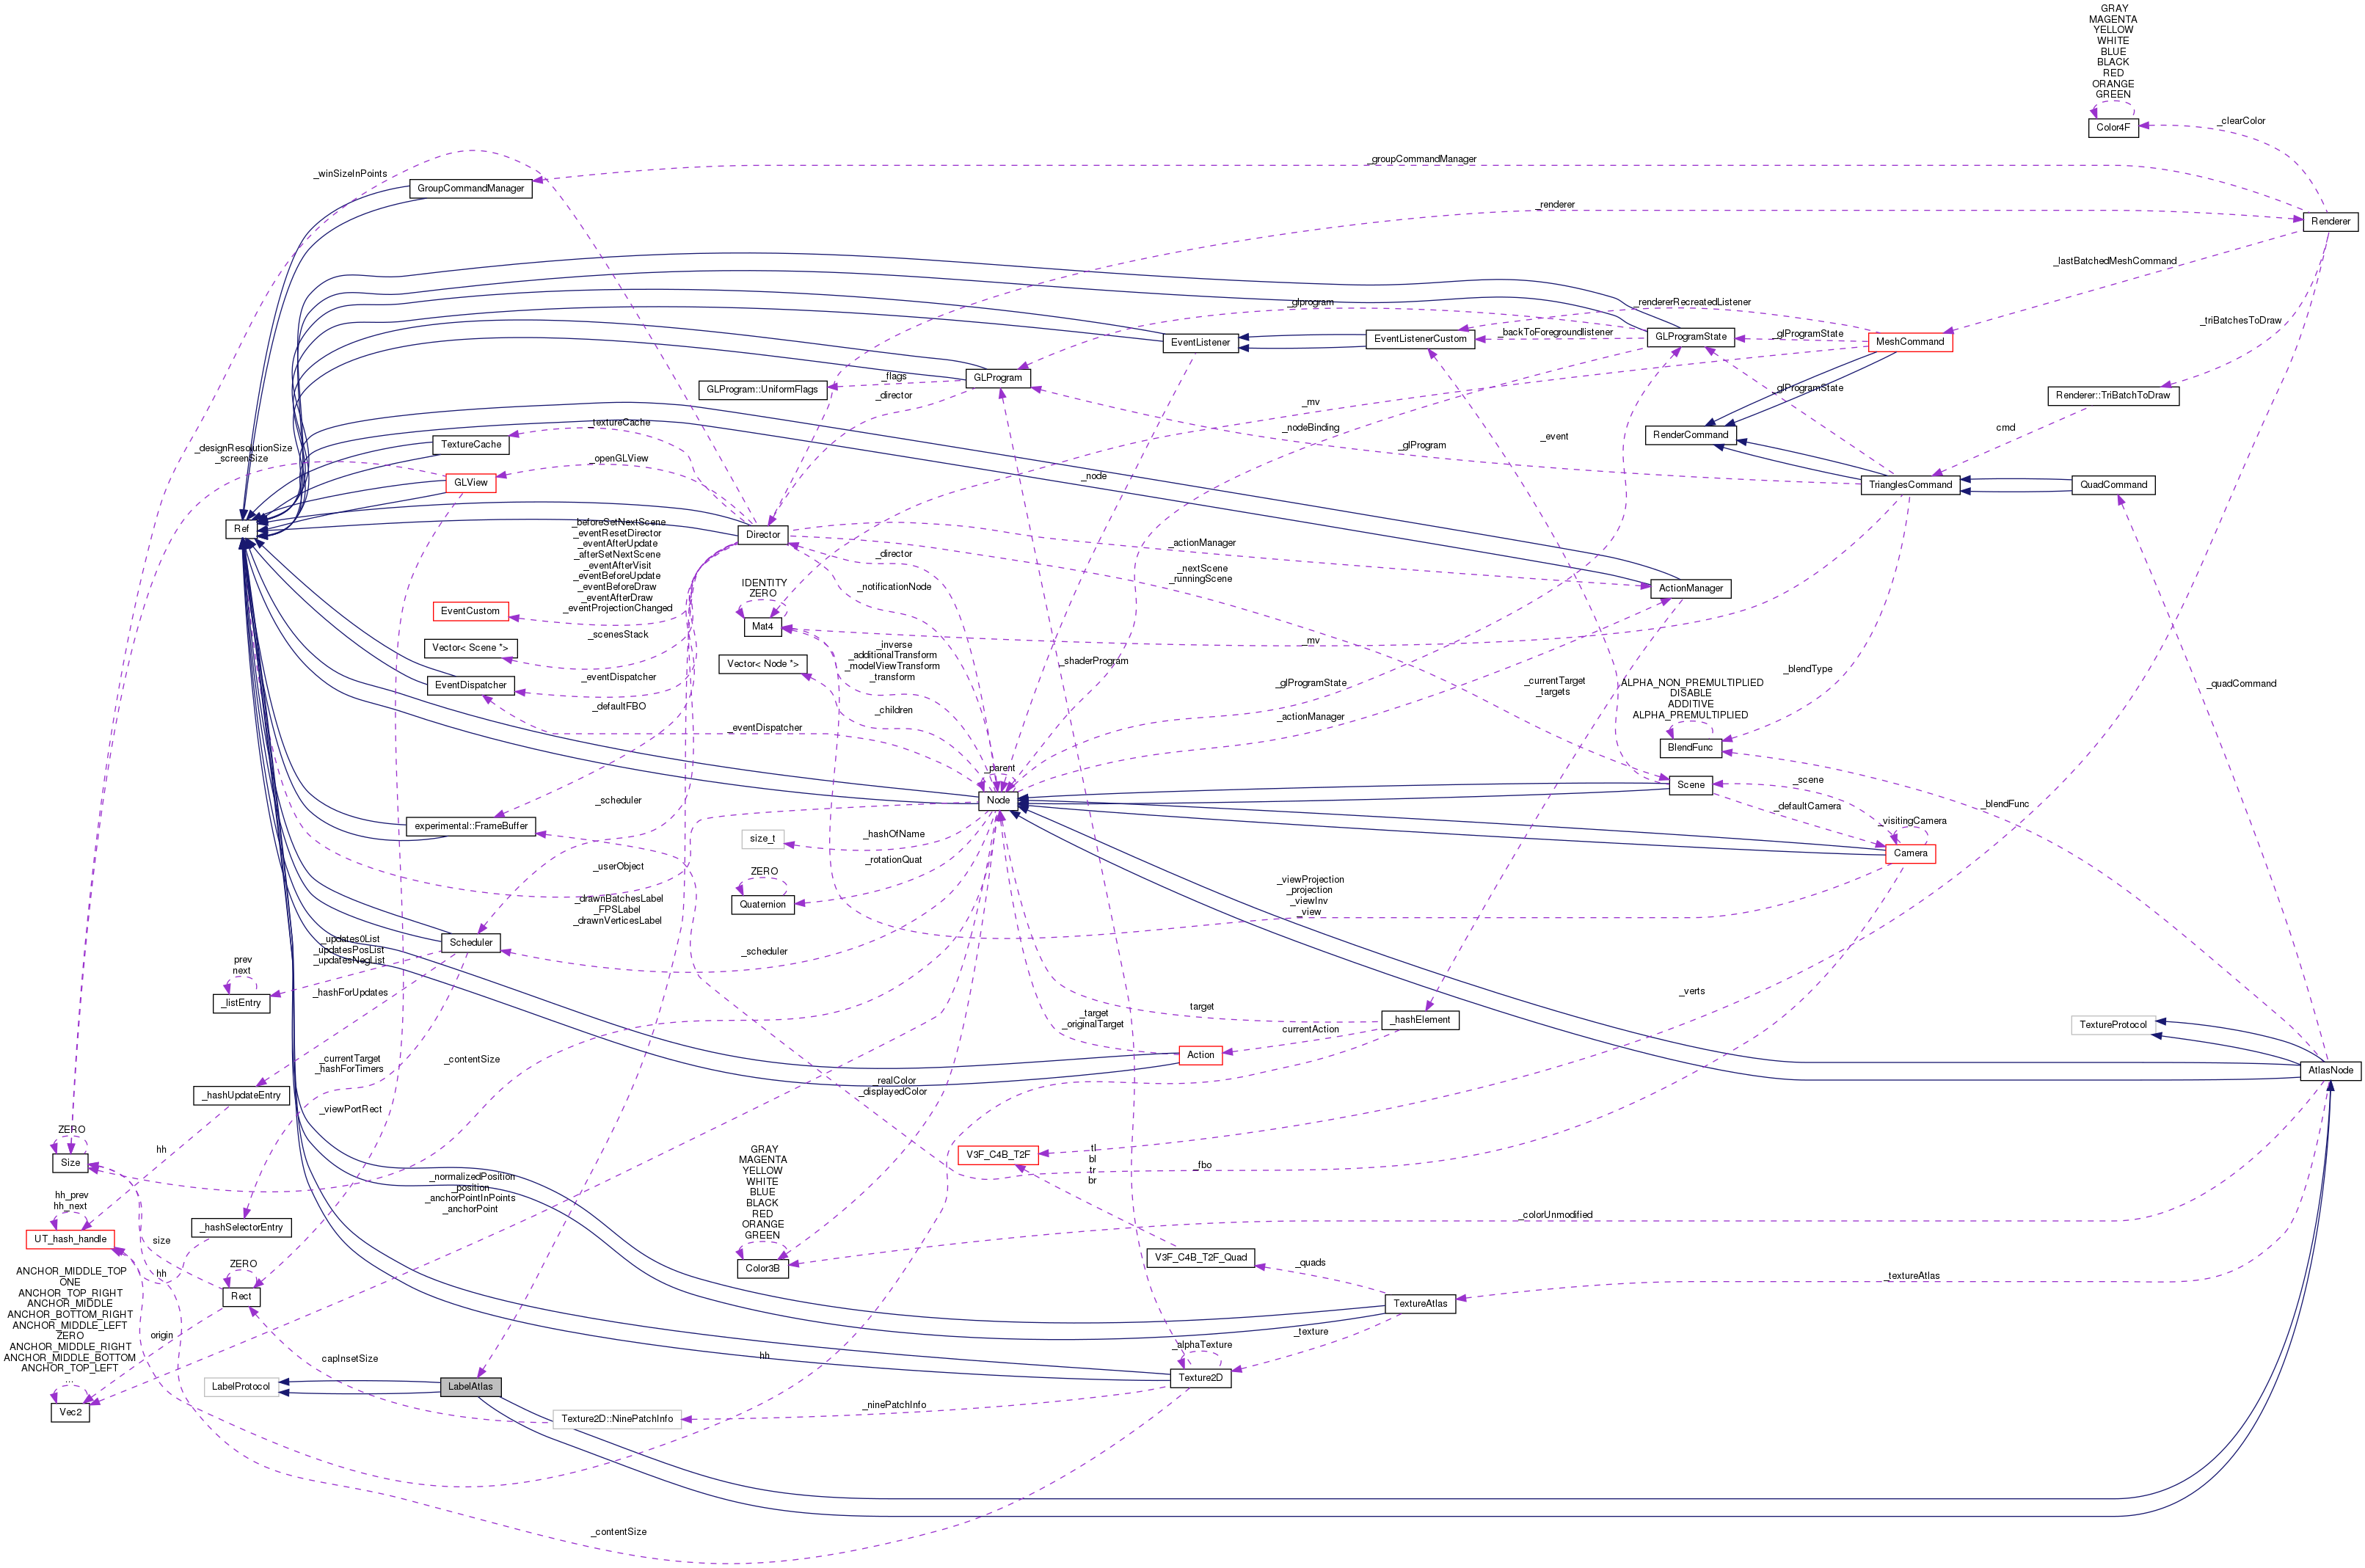 GRAY
MAGENTA
YELLOW
WHITE
BLUE
BLACK
RED
ORANGE
GREEN
_clearColor
Color4F
_groupCommandManager
_winSizeInPoints
GroupCommandManager
_renderer
Renderer
_lastBatchedMeshCommand
_rendererRecreatedListener
_glprogram
_triBatchesToDraw
_backToForegroundlistener
_glProgramState
EventListener
EventListenerCustom
GLProgramState
MeshCommand
GLProgram
_flags
GLProgram::UniformFlags
_glProgramState
_director
Renderer::TriBatchToDraw
_mv
_textureCache
_nodeBinding
_event
cmd
RenderCommand
TextureCache
_glProgram
_designResolutionSize
_screenSize
_openGLView
_node
GLView
TrianglesCommand
QuadCommand
Ref
_beforeSetNextScene
_eventResetDirector
_eventAfterUpdate
_afterSetNextScene
_eventAfterVisit
_eventBeforeUpdate
_eventBeforeDraw
_eventAfterDraw
_eventProjectionChanged
Director
_actionManager
_director
_nextScene
_runningScene
IDENTITY
ZERO
_notificationNode
ActionManager
EventCustom
Mat4
_scenesStack
_mv
Vector< Scene *>
_inverse
_additionalTransform
_modelViewTransform
_transform
_shaderProgram
Vector< Node *>
_blendType
_eventDispatcher
EventDispatcher
_glProgramState
_currentTarget
_targets
ALPHA_NON_PREMULTIPLIED
DISABLE
ADDITIVE
ALPHA_PREMULTIPLIED
_quadCommand
_defaultFBO
_children
_actionManager
_eventDispatcher
BlendFunc
_parent
Scene
_scene
Node
_scheduler
_defaultCamera
_blendFunc
experimental::FrameBuffer
size_t
_hashOfName
_visitingCamera
Camera
_userObject
_rotationQuat
ZERO
Quaternion
_viewProjection
_projection
_viewInv
_view
_drawnBatchesLabel
_FPSLabel
_drawnVerticesLabel
_updates0List
_updatesPosList
_updatesNegList
Scheduler
_scheduler
prev
next
_listEntry
_hashForUpdates
_verts
target
_target
_originalTarget
_hashElement
currentAction
TextureProtocol
_currentTarget
_hashForTimers
_contentSize
Action
AtlasNode
_realColor
_displayedColor
_hashUpdateEntry
_viewPortRect
ZERO
Size
hh
tl
bl
tr
br
V3F_C4B_T2F
_fbo
GRAY
MAGENTA
YELLOW
WHITE
BLUE
BLACK
RED
ORANGE
GREEN
_normalizedPosition
_position
_anchorPointInPoints
_anchorPoint
hh_prev
hh_next
UT_hash_handle
_hashSelectorEntry
_colorUnmodified
size
V3F_C4B_T2F_Quad
Color3B
_quads
ZERO
Rect
hh
_textureAtlas
ANCHOR_MIDDLE_TOP
ONE
ANCHOR_TOP_RIGHT
ANCHOR_MIDDLE
ANCHOR_BOTTOM_RIGHT
ANCHOR_MIDDLE_LEFT
ZERO
ANCHOR_MIDDLE_RIGHT
ANCHOR_MIDDLE_BOTTOM
ANCHOR_TOP_LEFT
...
Vec2
origin
TextureAtlas
_texture
capInsetSize
hh
_alphaTexture
Texture2D
LabelProtocol
LabelAtlas
_ninePatchInfo
Texture2D::NinePatchInfo
_contentSize